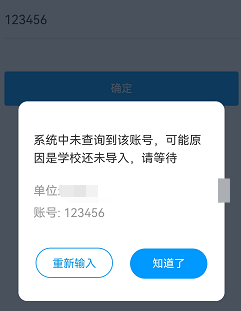 123456
确定
系统中未查询到该账号，可能原
因是学校还未导入，请等待
单位:
账号: 123456
重新输入
知道了